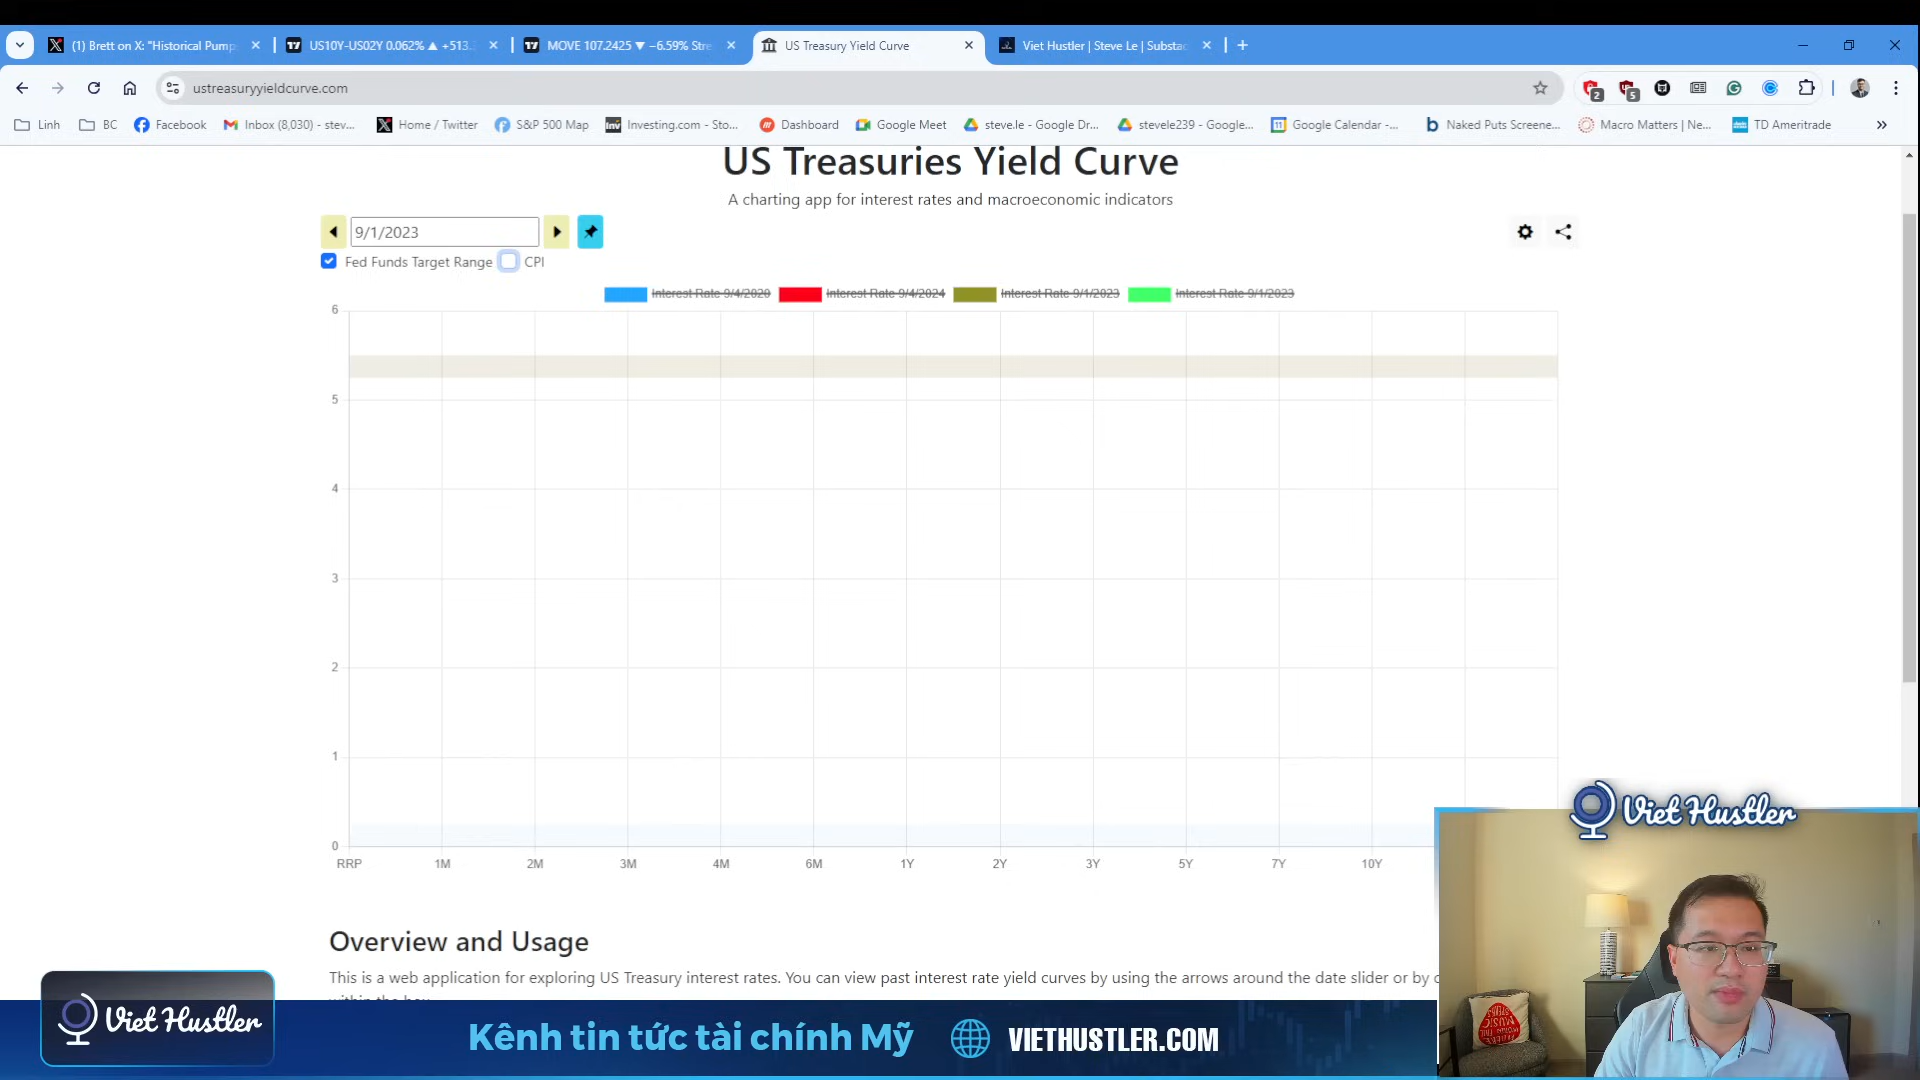 (1) Brett on X: "Historical Pump
US10Y-US02Y 0.062% ▲ +513.
MOVE 107.2425 ▼ −6.59% Stre
US Treasury Yield Curve
Viet Hustler | Steve Le | Substac
ustreasuryyieldcurve.com
2
5
Linh
BC
Facebook
Inbox (8,030) - stev...
Home / Twitter
S&P 500 Map
Investing.com - Sto...
Dashboard
Google Meet
steve.le - Google Dr...
stevele239 - Google...
Google Calendar -...
Naked Puts Screene...
Macro Matters | Ne...
TD Ameritrade
US Treasuries Yield Curve
A charting app for interest rates and macroeconomic indicators
9/1/2023
Fed Funds Target Range
CPI
Interest Rate 9/4/2020
Interest Rate 9/4/2024
Interest Rate 9/1/2023
Interest Rate 9/1/2023
6
5
4
3
2
1
0
RRP
1M
2M
3M
4M
6M
1Y
2Y
3Y
5Y
7Y
10Y
Overview and Usage
This is a web application for exploring US Treasury interest rates. You can view past interest rate yield curves by using the arrows around the date slider or by c
Viet Hustler
Viet Hustler
Kênh tin tức tài chính Mỹ
VIETHUSTLER.COM